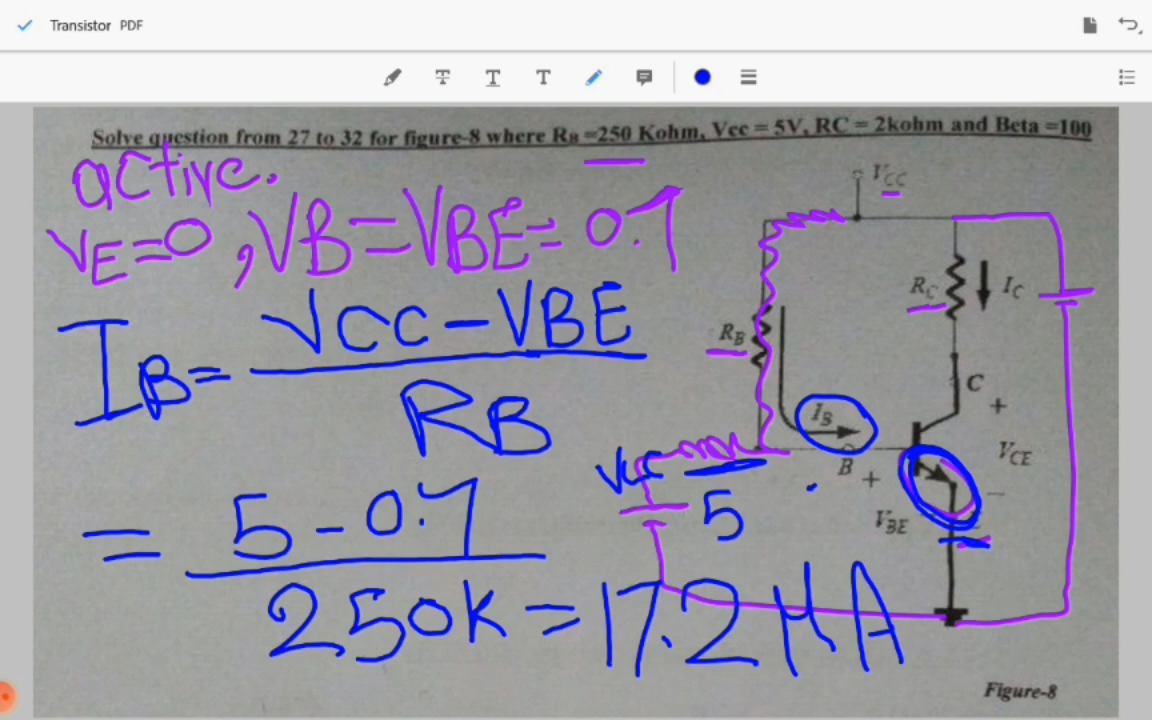 Transistor PDF
Solve question from 27 to 32 for figure-8 where RB =250 Kohm, Vcc = 5V, RC = 2kohm and Beta =100
active.
VE=0, VB=VBE=0.7
VCC
RC
IC
IB=
VCC-VBE
RB
RB
C
+
IB
VCE
B
+
VCC
5
-
VBE
= 5-0.7
250K = 17.2 μA
Figure-8